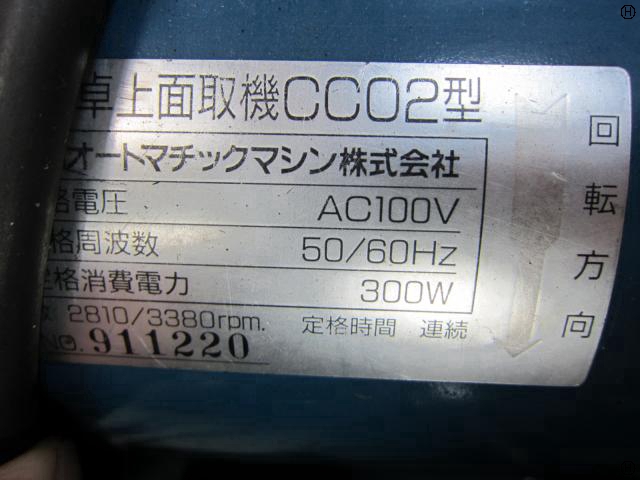 卓上面取機CC02型
オートマチックマシン株式会社
格電圧 AC100V
格周波数 50/60Hz
定格消費電力 300W
数 2810/3380rpm. 定格時間 連続
NO. 911220
回転方向
H